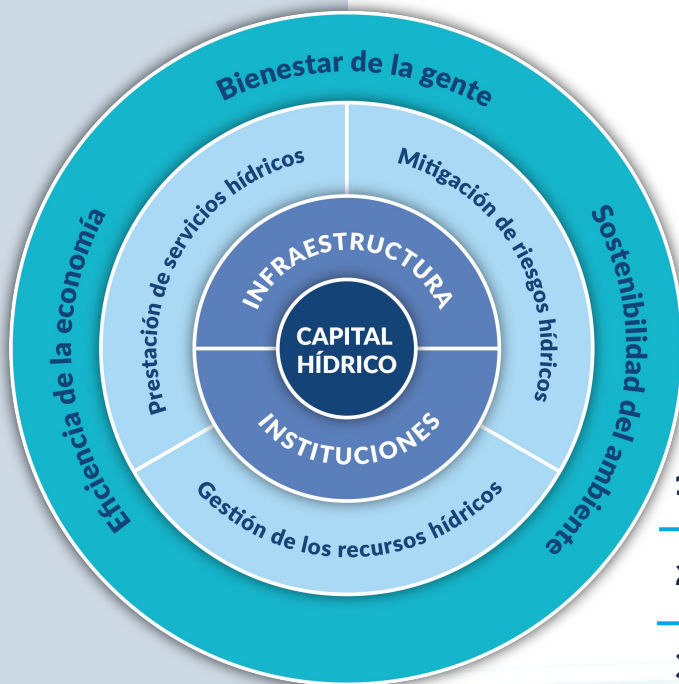 Bienestar de la gente
Eficiencia de la economía
Sostenibilidad del ambiente
Prestación de servicios hídricos
Mitigación de riesgos hídricos
Gestión de los recursos hídricos
INFRAESTRUCTURA
CAPITAL
HÍDRICO
INSTITUCIONES